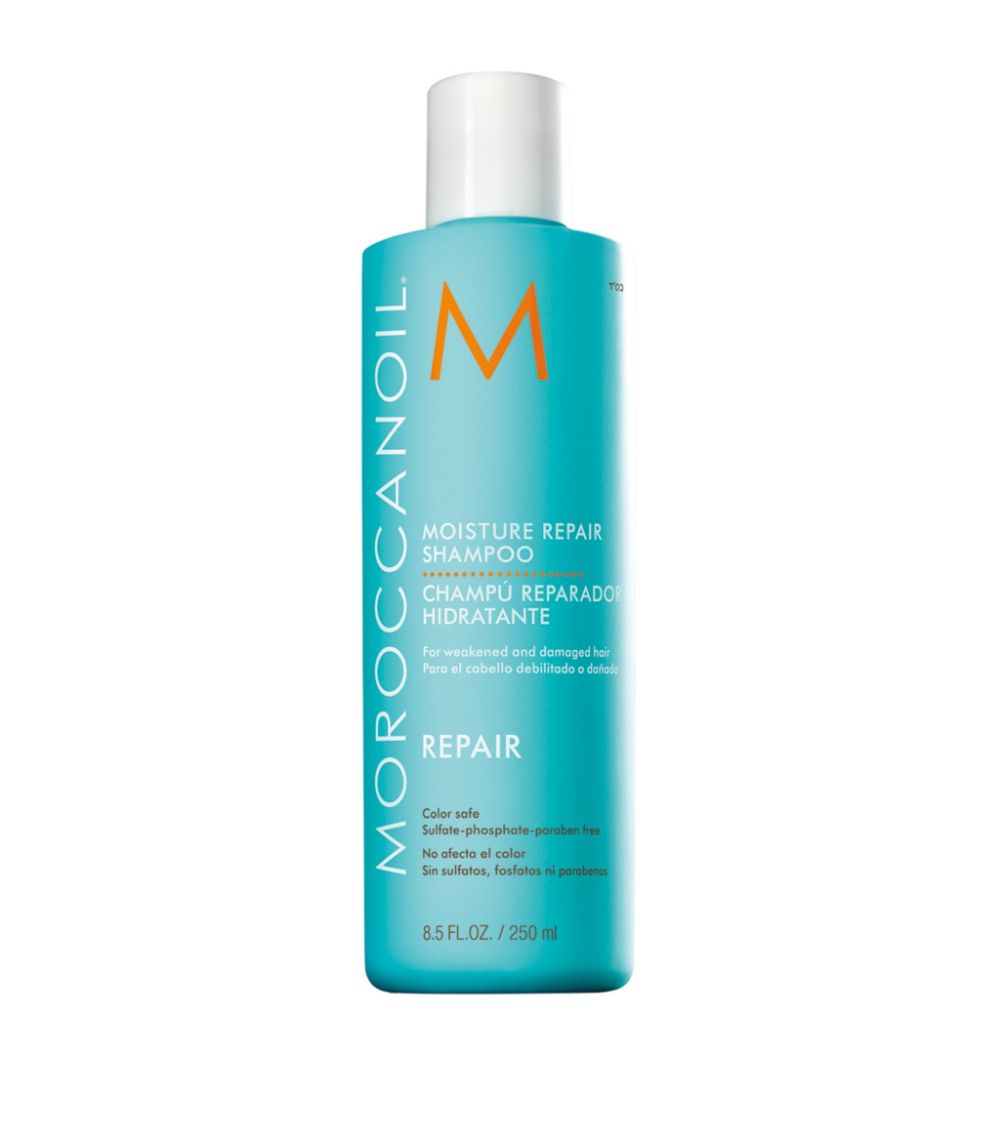 בס"ד
M
MOROCCANOIL®
MOISTURE REPAIR
SHAMPOO
CHAMPÚ REPARADOR
HIDRATANTE
For weakened and damaged hair
Para el cabello debilitado o dañado
REPAIR
Color safe
Sulfate-phosphate-paraben free
No afecta el color
Sin sulfatos, fosfatos ni parabenos
8.5 FL.OZ. / 250 ml